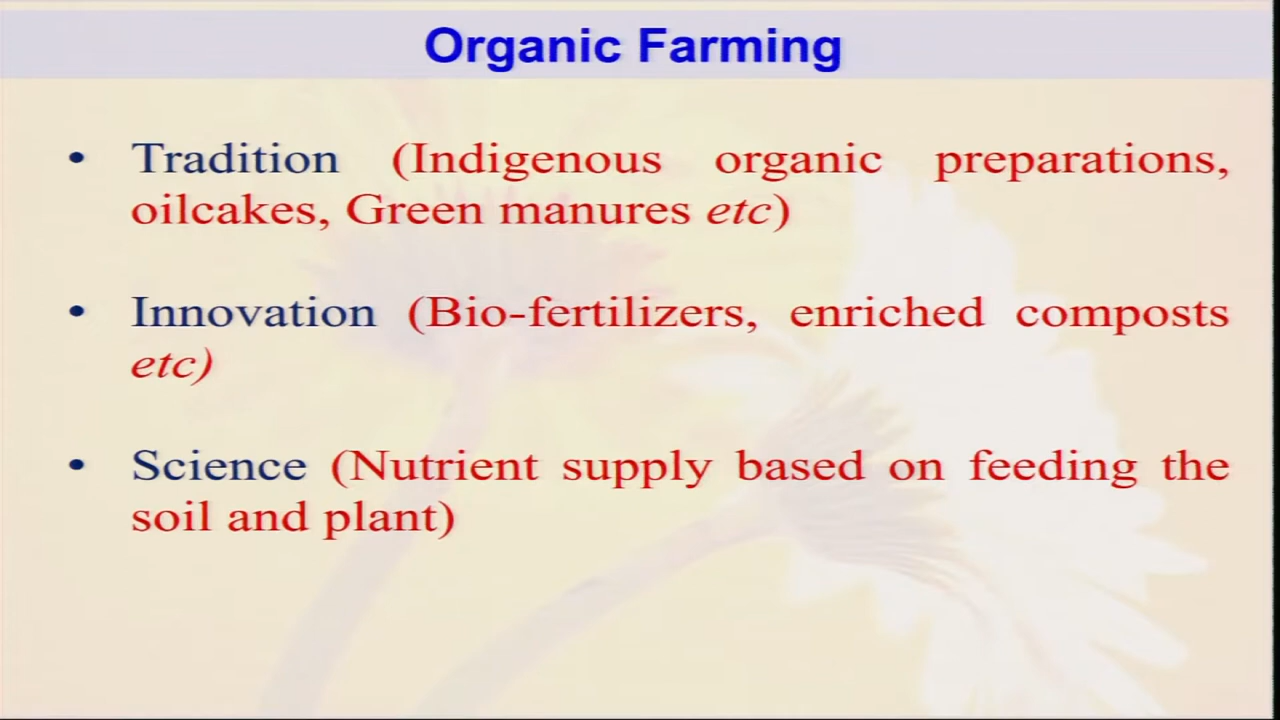 Organic Farming
• Tradition (Indigenous organic preparations,
oilcakes, Green manures etc)
• Innovation (Bio-fertilizers, enriched composts
etc)
• Science (Nutrient supply based on feeding the
soil and plant)